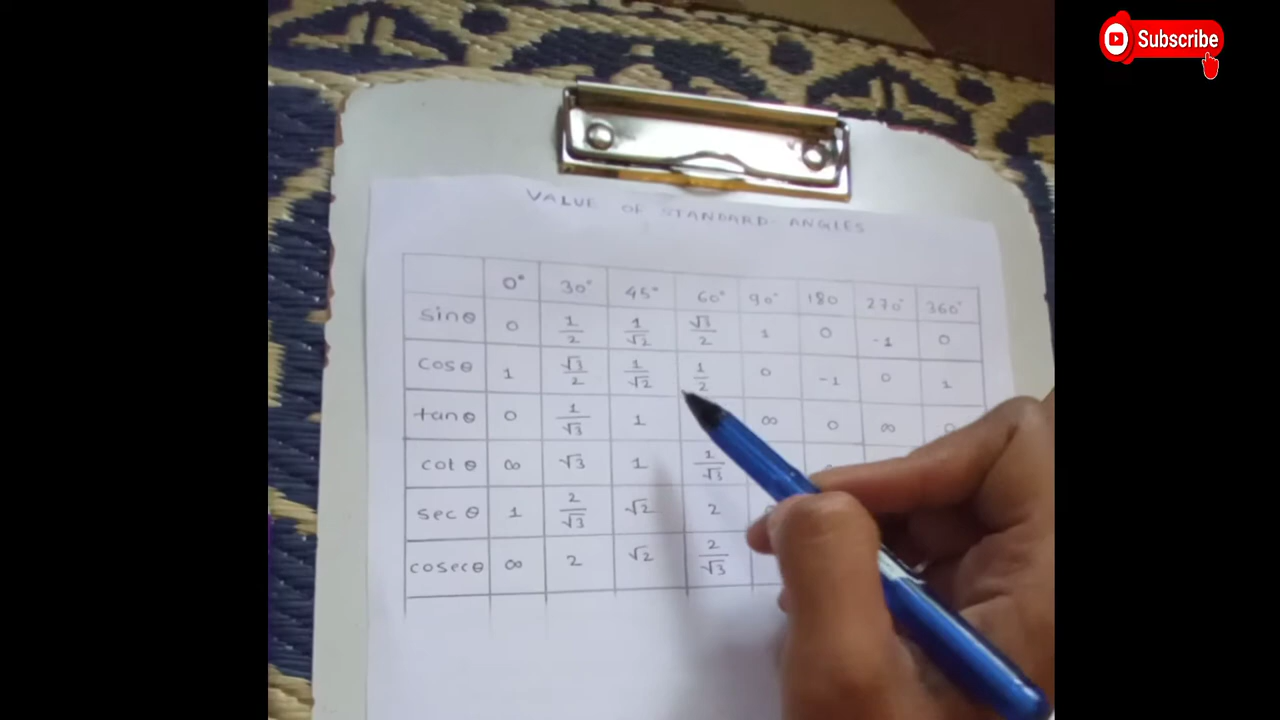 Subscribe
VALUE OF STANDARD ANGLES
0° 30° 45° 60° 90° 180 270° 360°
sinθ 0 1/2 1/√2 √3/2 1 0 -1 0
cosθ 1 √3/2 1/√2 1/2 0 -1 0 1
tanθ 0 1/√3 1 ∞ 0 ∞ 0
cotθ ∞ √3 1 1/√3
secθ 1 2/√3 √2 2
cosecθ ∞ 2 √2 2/√3